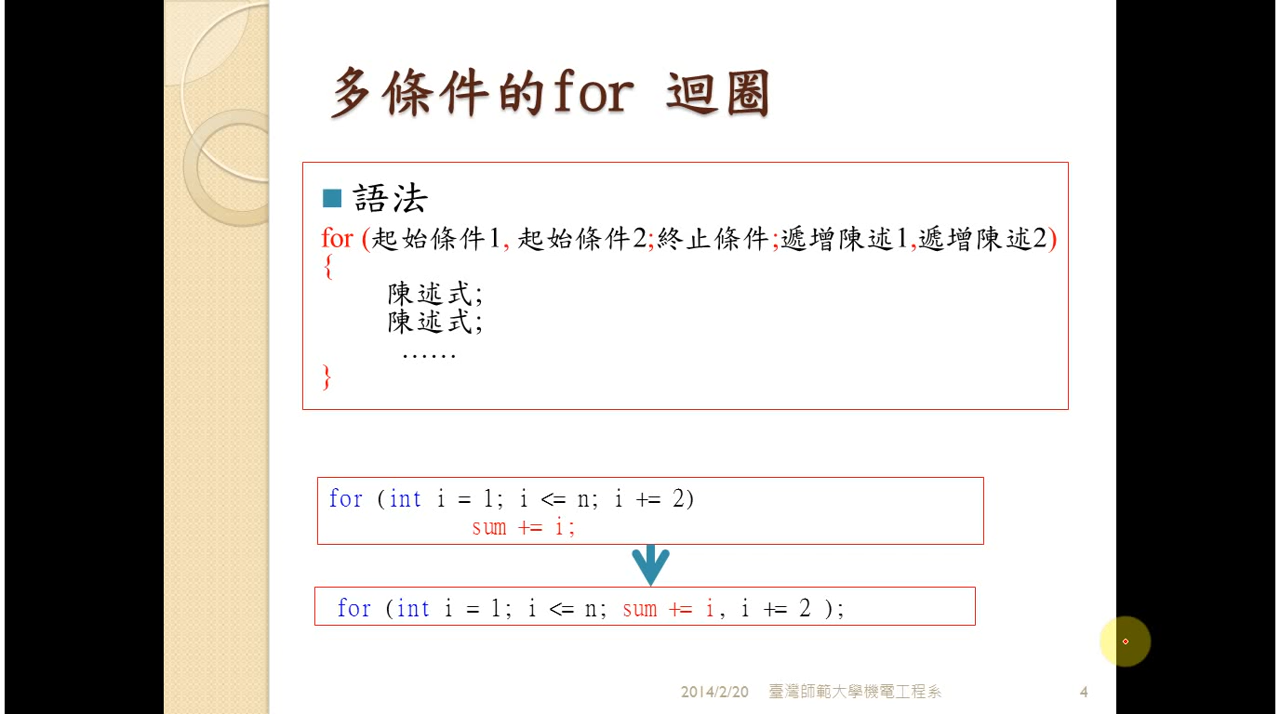 多條件的for 迴圈
語法
for (起始條件1, 起始條件2;終止條件;遞增陳述1,遞增陳述2)
{
陳述式;
陳述式;
……
}
for (int i = 1; i <= n; i += 2)
sum += i;
for (int i = 1; i <= n; sum += i, i += 2 );
2014/2/20 臺灣師範大學機電工程系 4